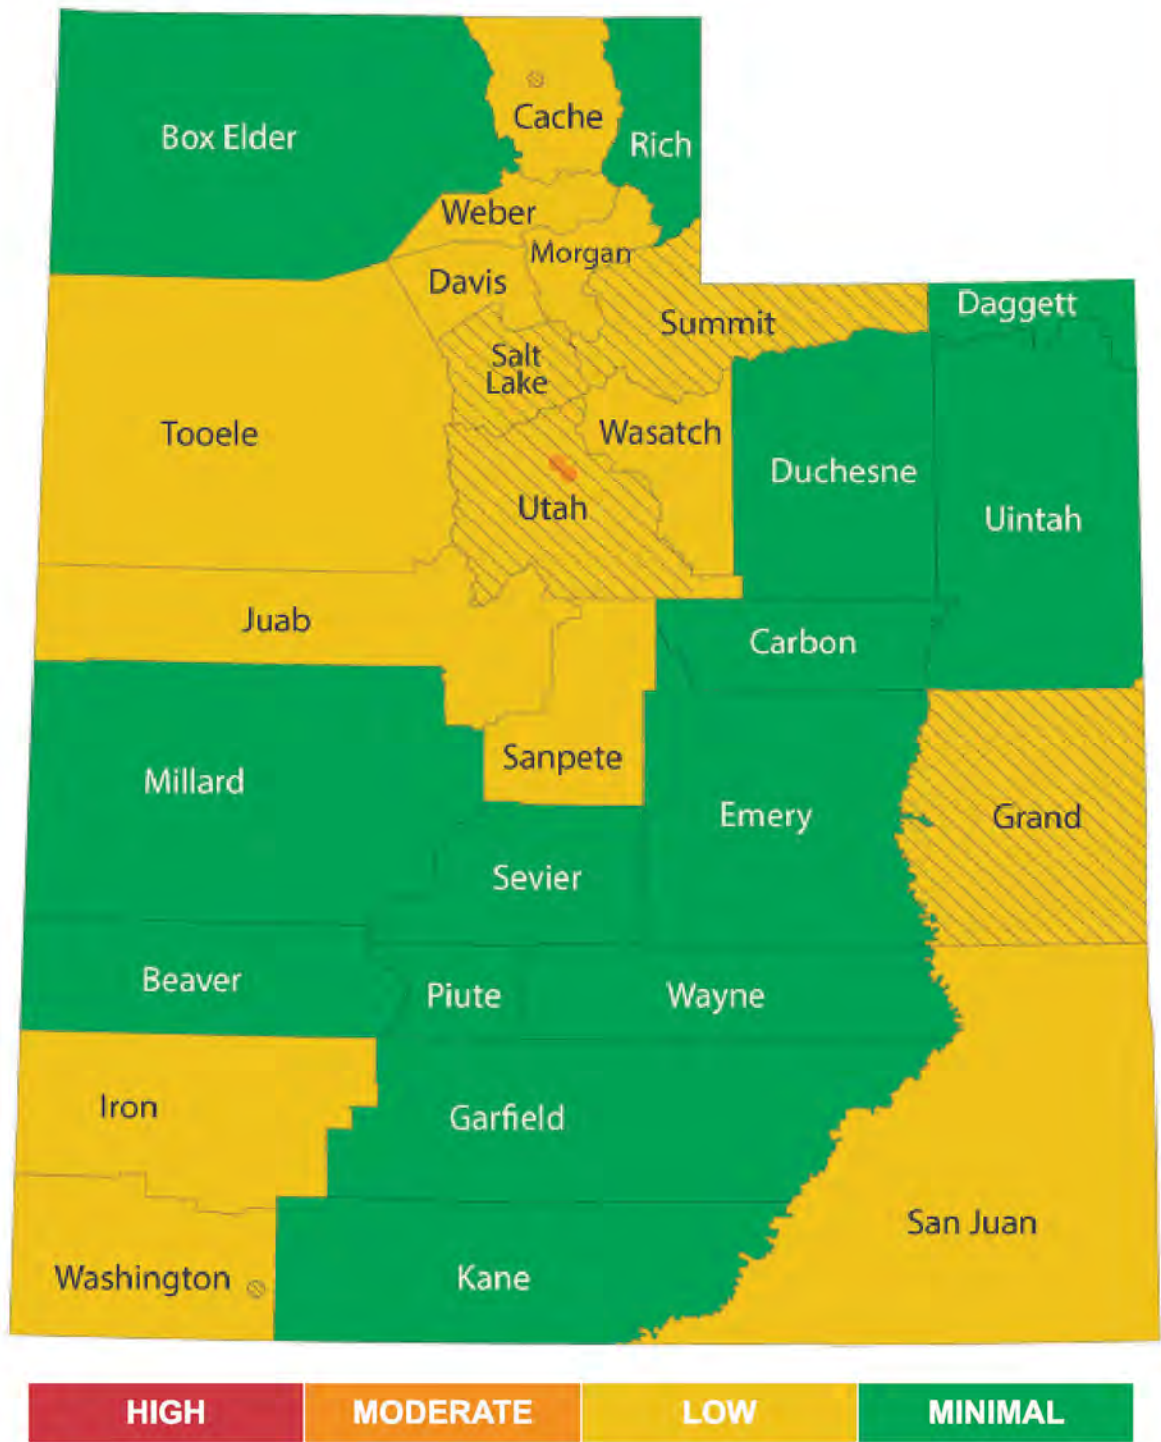 Cache
Box Elder
Rich
Weber
Morgan
Davis
Daggett
Summit
Salt
Lake
Tooele
Wasatch
Duchesne
Utah
Uintah
Juab
Carbon
Sanpete
Millard
Emery
Grand
Sevier
Beaver
Piute
Wayne
Iron
Garfield
San Juan
Washington
Kane
HIGH
MODERATE
LOW
MINIMAL